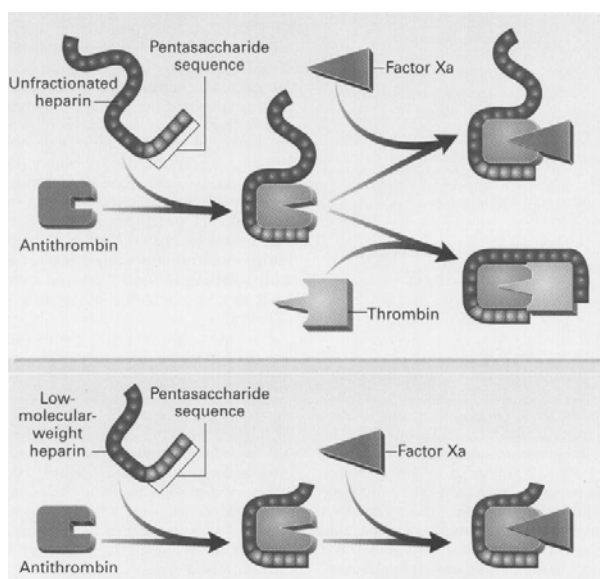 Pentasaccharide
sequence
Unfractionated
heparin
Factor Xa
Antithrombin
Thrombin
Low-
molecular-
weight
heparin
Pentasaccharide
sequence
Factor Xa
Antithrombin